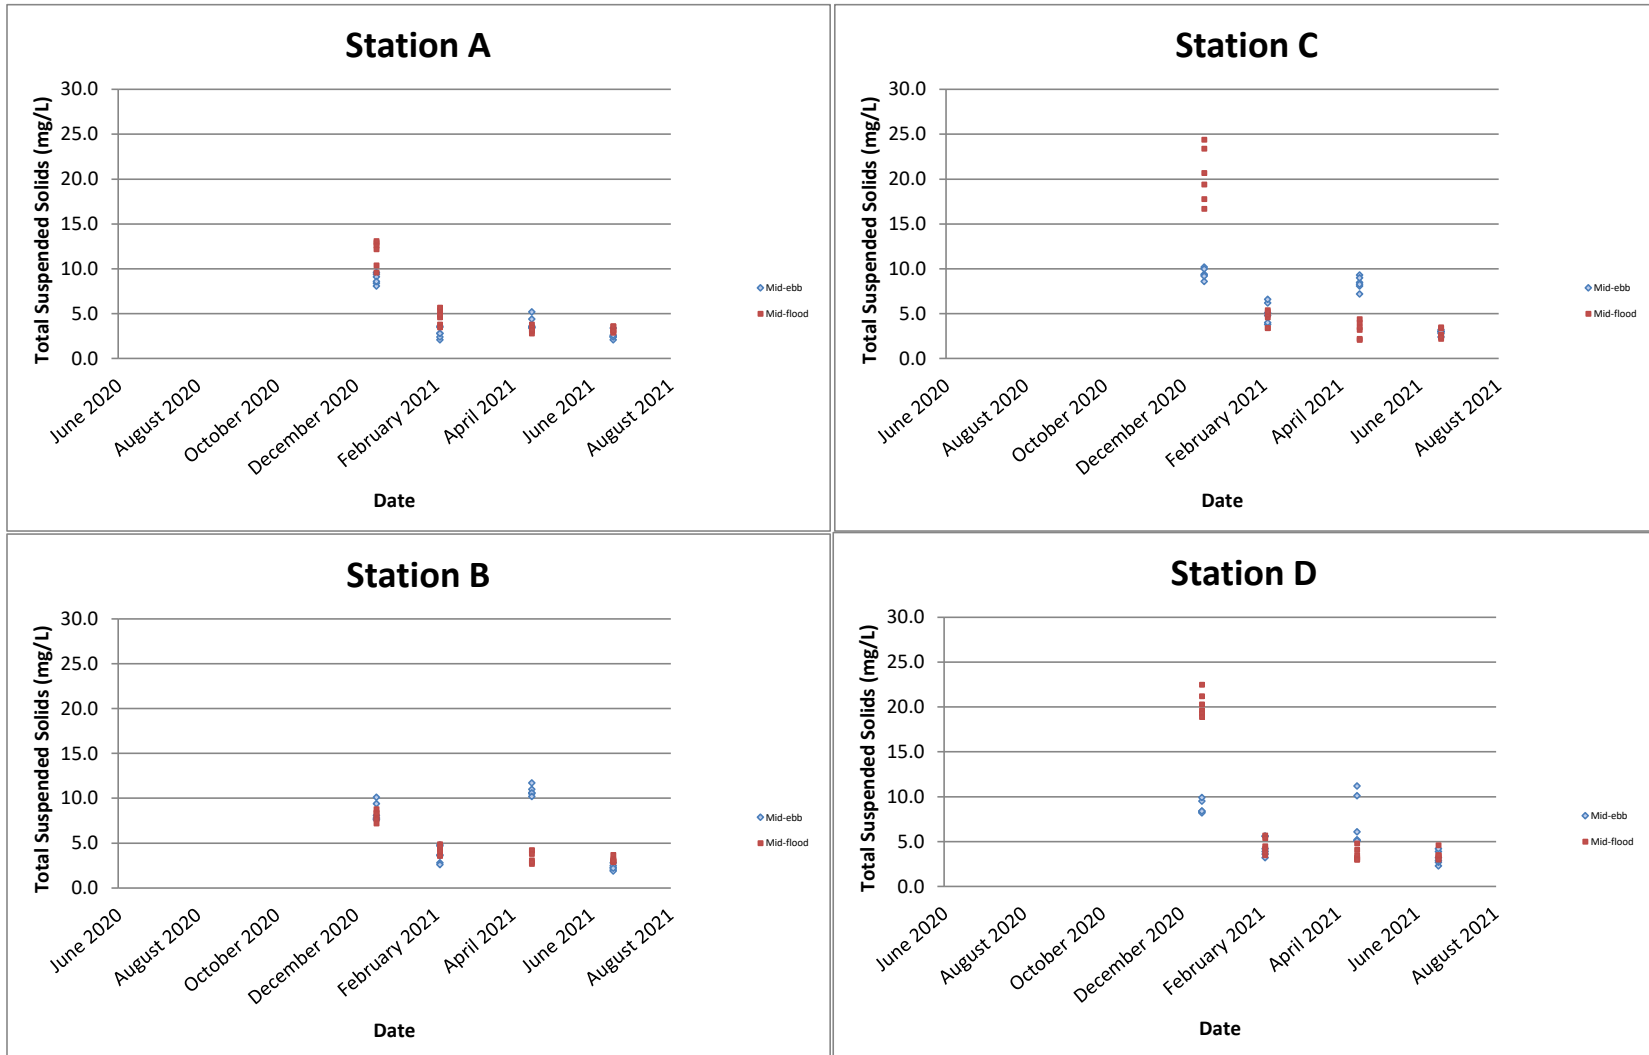 Station A
Total Suspended Solids (mg/L)
30.0
25.0
20.0
15.0
10.0
5.0
0.0
June 2020
August 2020
October 2020
December 2020
February 2021
April 2021
June 2021
August 2021
Date
Mid-ebb
Mid-flood
Station C
Total Suspended Solids (mg/L)
30.0
25.0
20.0
15.0
10.0
5.0
0.0
June 2020
August 2020
October 2020
December 2020
February 2021
April 2021
June 2021
August 2021
Date
Mid-ebb
Mid-flood
Station B
Total Suspended Solids (mg/L)
30.0
25.0
20.0
15.0
10.0
5.0
0.0
June 2020
August 2020
October 2020
December 2020
February 2021
April 2021
June 2021
August 2021
Date
Mid-ebb
Mid-flood
Station D
Total Suspended Solids (mg/L)
30.0
25.0
20.0
15.0
10.0
5.0
0.0
June 2020
August 2020
October 2020
December 2020
February 2021
April 2021
June 2021
August 2021
Date
Mid-ebb
Mid-flood